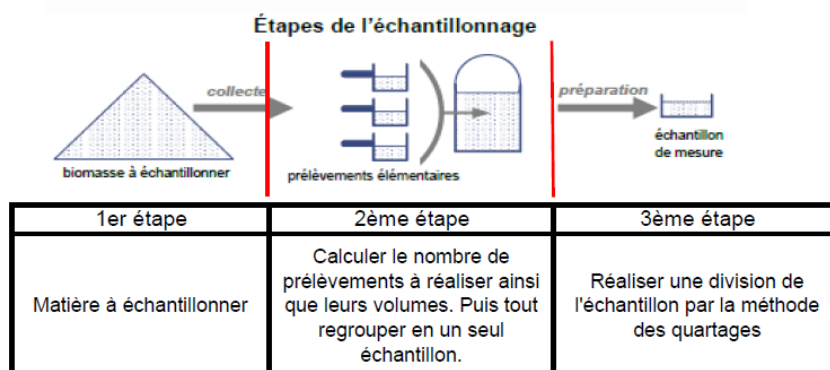 Étapes de l'échantillonnage
collecte
préparation
biomasse à échantillonner
prélèvements élémentaires
échantillon
de mesure
1er étape
2ème étape
3ème étape
Matière à échantillonner
Calculer le nombre de
prélèvements à réaliser ainsi
que leurs volumes. Puis tout
regrouper en un seul
échantillon.
Réaliser une division de
l'échantillon par la méthode
des quartages